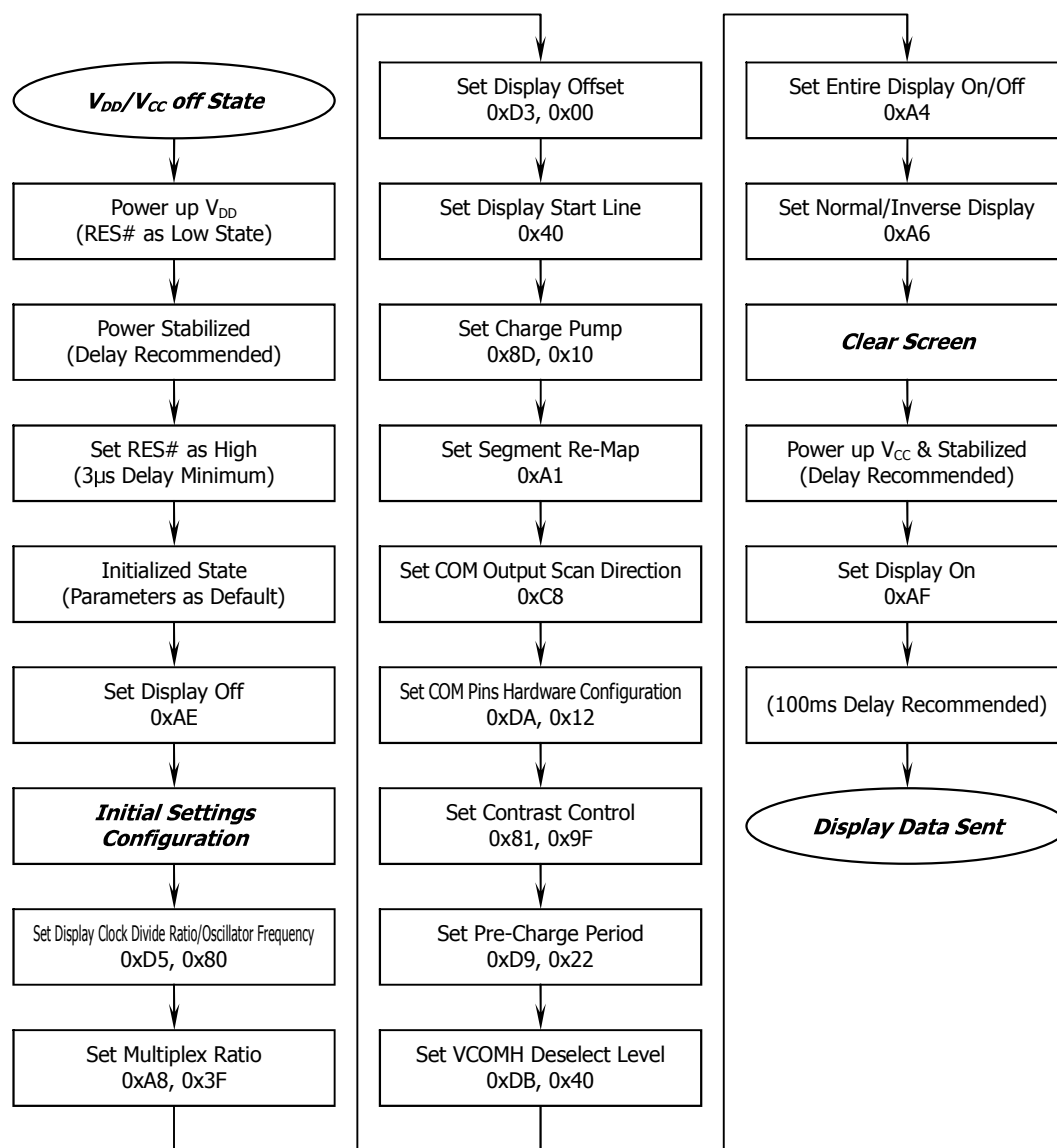 V_DD/V_CC off State
Power up V_DD
(RES# as Low State)
Power Stabilized
(Delay Recommended)
Set RES# as High
(3µs Delay Minimum)
Initialized State
(Parameters as Default)
Set Display Off
0xAE
Initial Settings
Configuration
Set Display Clock Divide Ratio/Oscillator Frequency
0xD5, 0x80
Set Multiplex Ratio
0xA8, 0x3F
Set Display Offset
0xD3, 0x00
Set Display Start Line
0x40
Set Charge Pump
0x8D, 0x10
Set Segment Re-Map
0xA1
Set COM Output Scan Direction
0xC8
Set COM Pins Hardware Configuration
0xDA, 0x12
Set Contrast Control
0x81, 0x9F
Set Pre-Charge Period
0xD9, 0x22
Set VCOMH Deselect Level
0xDB, 0x40
Set Entire Display On/Off
0xA4
Set Normal/Inverse Display
0xA6
Clear Screen
Power up V_CC & Stabilized
(Delay Recommended)
Set Display On
0xAF
(100ms Delay Recommended)
Display Data Sent